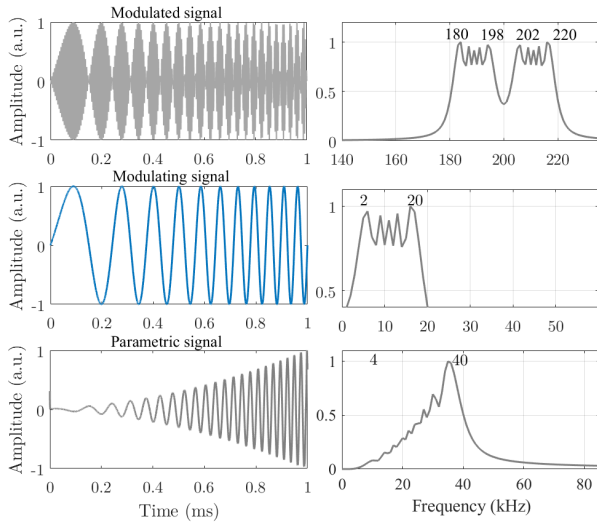 Modulated signal
Amplitude (a.u.)
1
0
-1
0 0.2 0.4 0.6 0.8 1
180 198 202 220
1
0.5
0
140 160 180 200 220
Modulating signal
Amplitude (a.u.)
1
0
-1
0 0.2 0.4 0.6 0.8 1
2 20
1
0.5
0 10 20 30 40 50
Parametric signal
Amplitude (a.u.)
1
0
-1
0 0.2 0.4 0.6 0.8 1
Time (ms)
4 40
1
0.5
0
0 20 40 60 80
Frequency (kHz)